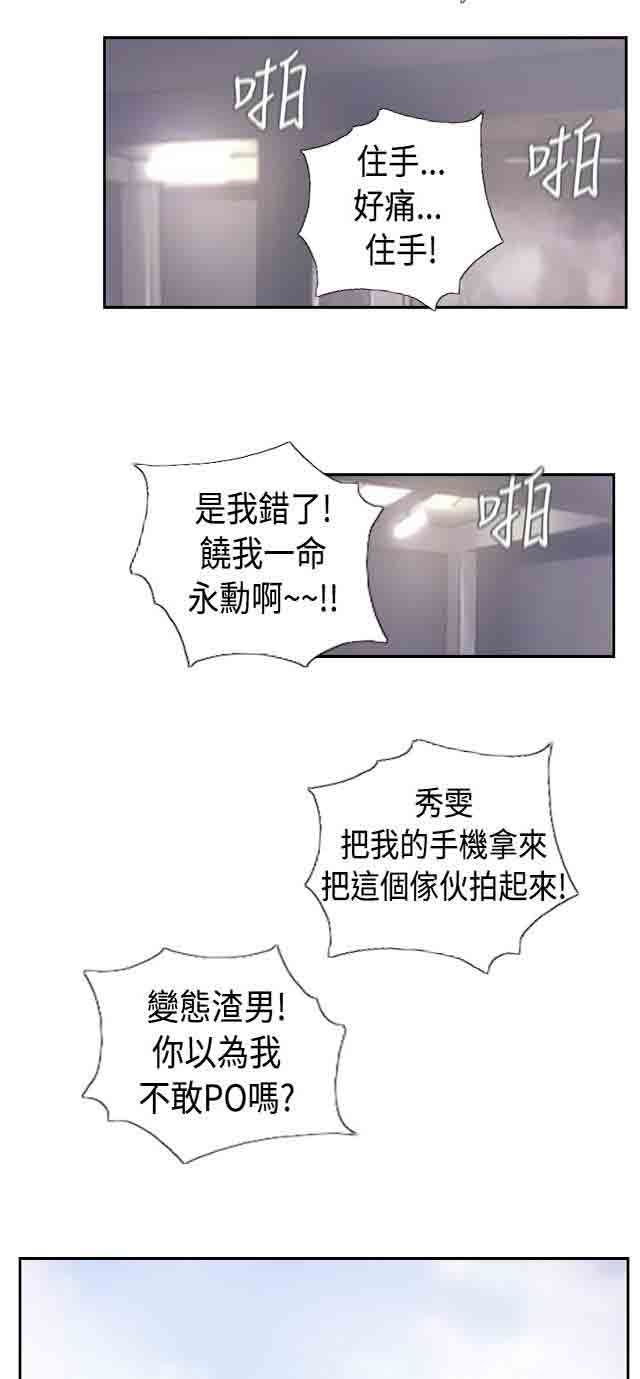 啪
住手...
好痛...
住手!
啪
是我錯了!
饒我一命
永勳啊~~!!
啪
秀雯
把我的手機拿來
把這個傢伙拍起來!
變態渣男!
你以為我
不敢PO嗎?